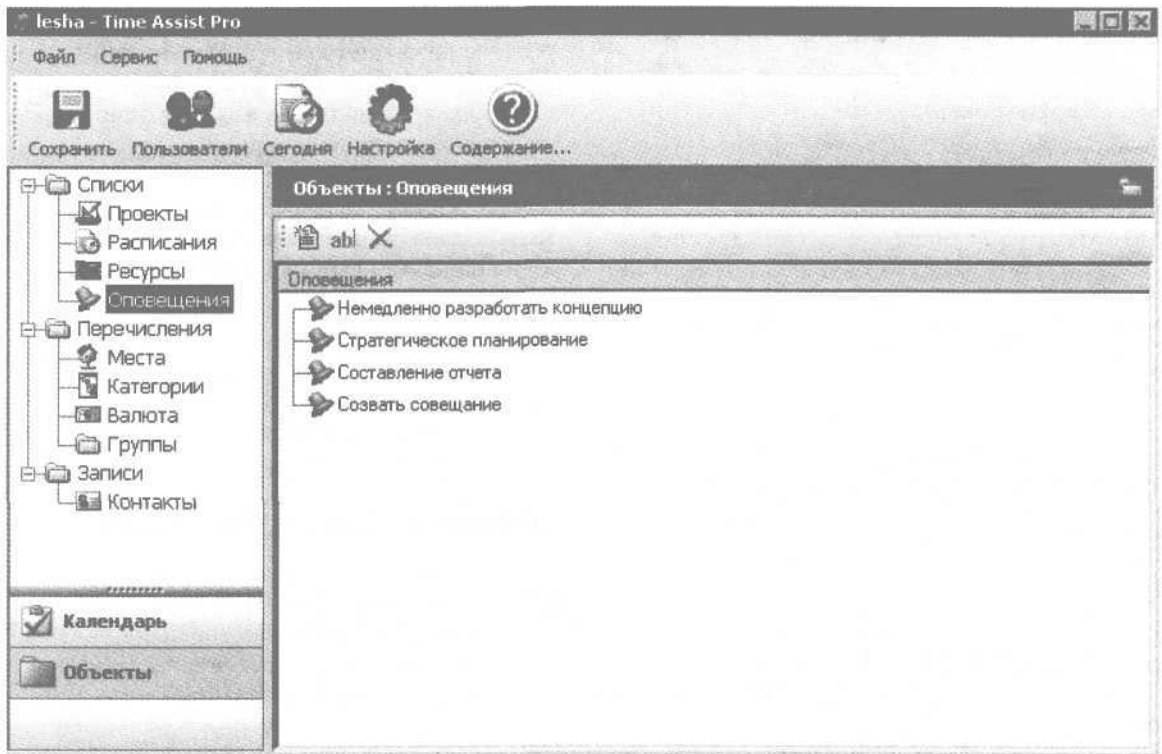 lesha - Time Assist Pro
Файл Сервис Помощь
Сохранить Пользователи Сегодня Настройка Содержание...
Списки
Проекты
Расписания
Ресурсы
Оповещения
Перечисления
Места
Категории
Валюта
Группы
Записи
Контакты
Календарь
Объекты
Объекты : Оповещения
abl
Оповещения
Немедленно разработать концепцию
Стратегическое планирование
Составление отчета
Созвать совещание